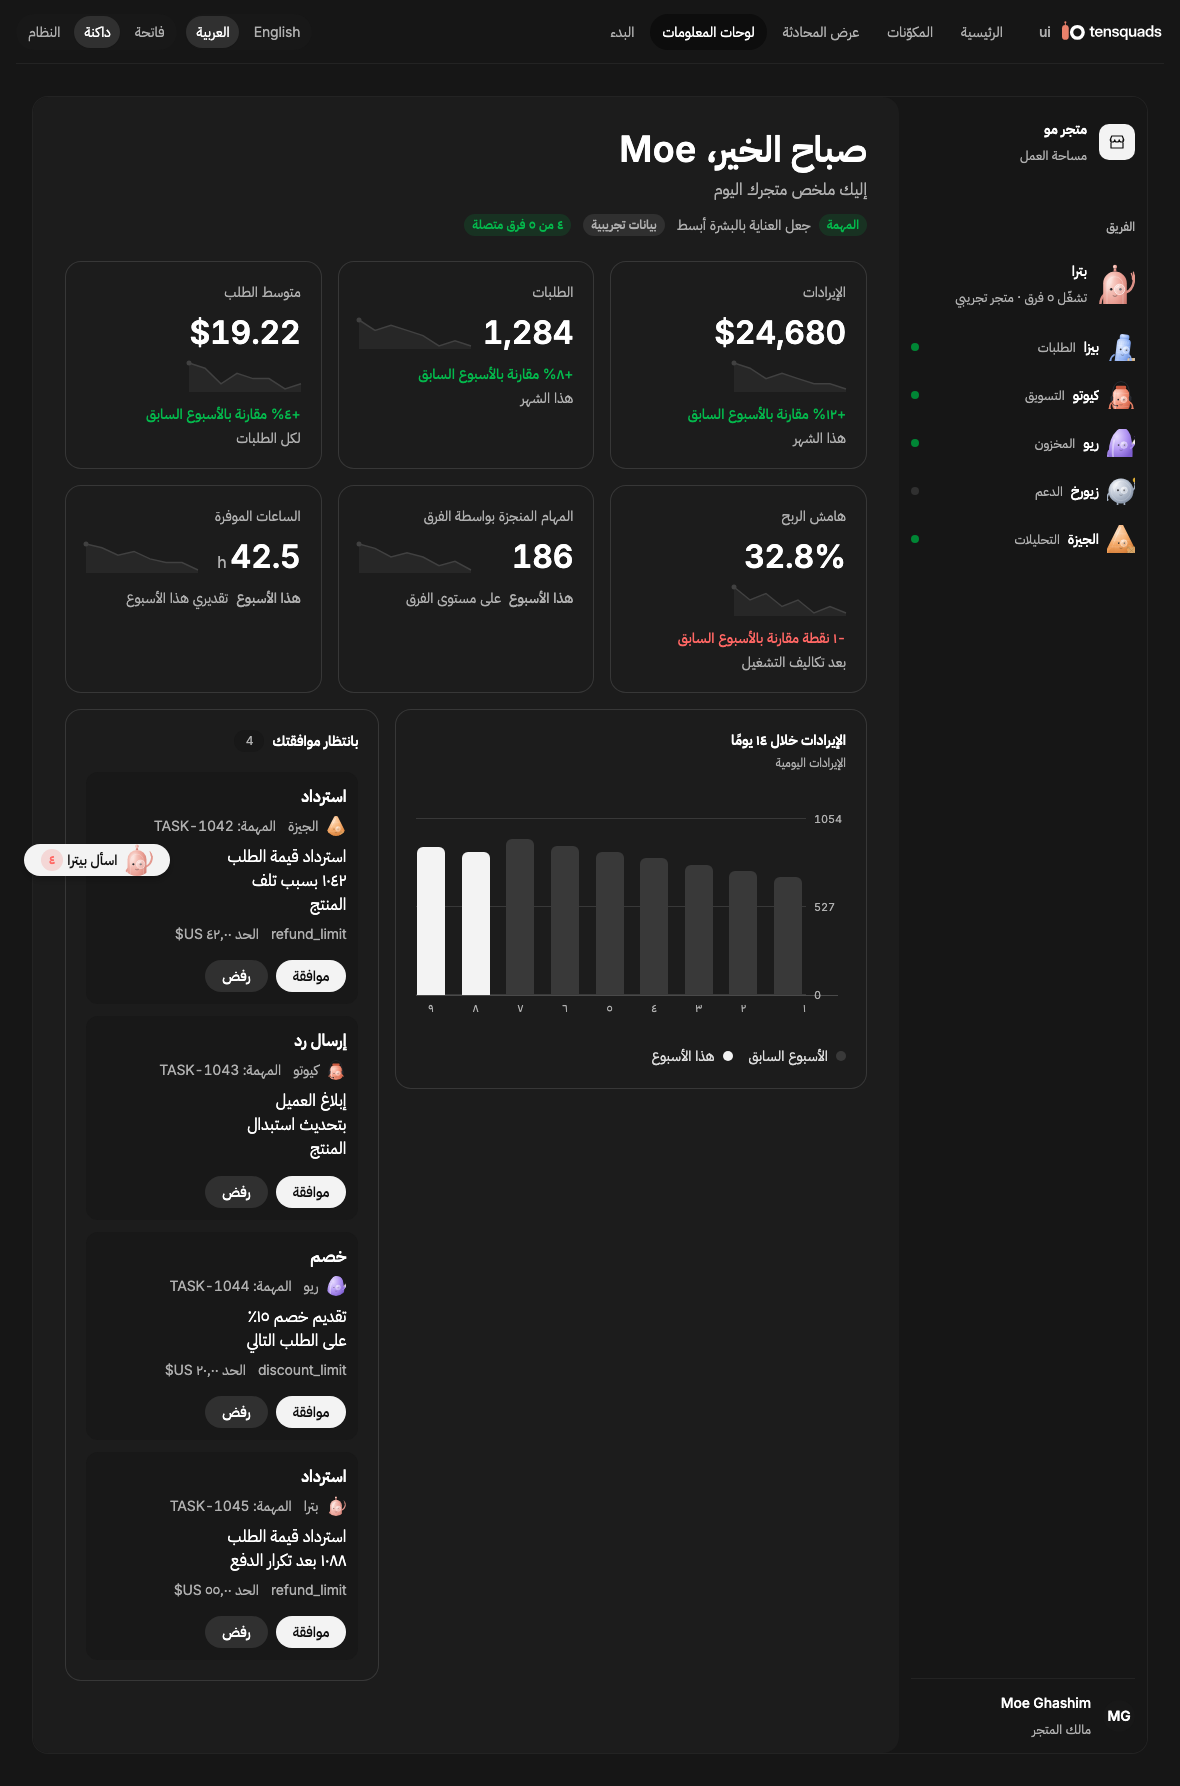 tensquads ui
الرئيسية
المكوّنات
عرض المحادثة
لوحات المعلومات
البدء
English
العربية
فاتحة
داكنة
النظام
متجر مو
مساحة العمل
الفريق
بترا
تشغّل ٥ فرق · متجر تجريبي
بيزا الطلبات
كيوتو التسويق
ريو المخزون
زيورخ الدعم
الجيزة التحليلات
Moe Ghashim
مالك المتجر
MG
صباح الخير، Moe
إليك ملخص متجرك اليوم
المهمة جعل العناية بالبشرة أبسط بيانات تجريبية ٤ من ٥ فرق متصلة
الإيرادات
$24,680
+١٢% مقارنة بالأسبوع السابق
هذا الشهر
الطلبات
1,284
+٨% مقارنة بالأسبوع السابق
هذا الشهر
متوسط الطلب
$19.22
+٤% مقارنة بالأسبوع السابق
لكل الطلبات
هامش الربح
32.8%
-١ نقطة مقارنة بالأسبوع السابق
بعد تكاليف التشغيل
المهام المنجزة بواسطة الفرق
186
هذا الأسبوع على مستوى الفرق
الساعات الموفرة
42.5 h
هذا الأسبوع تقديري هذا الأسبوع
الإيرادات خلال ١٤ يومًا
الإيرادات اليومية
1054
527
0
١ ٢ ٣ ٤ ٥ ٦ ٧ ٨ ٩
الأسبوع السابق
هذا الأسبوع
بانتظار موافقتك 4
استرداد
الجيزة المهمة: TASK-1042
استرداد قيمة الطلب
١٠٤٢ بسبب تلف
المنتج
refund_limit الحد ٤٢,٠٠ US$
موافقة رفض
اسأل بيترا ٤
إرسال رد
كيوتو المهمة: TASK-1043
إبلاغ العميل
بتحديث استبدال
المنتج
موافقة رفض
خصم
ريو المهمة: TASK-1044
تقديم خصم ١٥٪
على الطلب التالي
discount_limit الحد ٢٠,٠٠ US$
موافقة رفض
استرداد
بترا المهمة: TASK-1045
استرداد قيمة الطلب
١٠٨٨ بعد تكرار الدفع
refund_limit الحد ٥٥,٠٠ US$
موافقة رفض